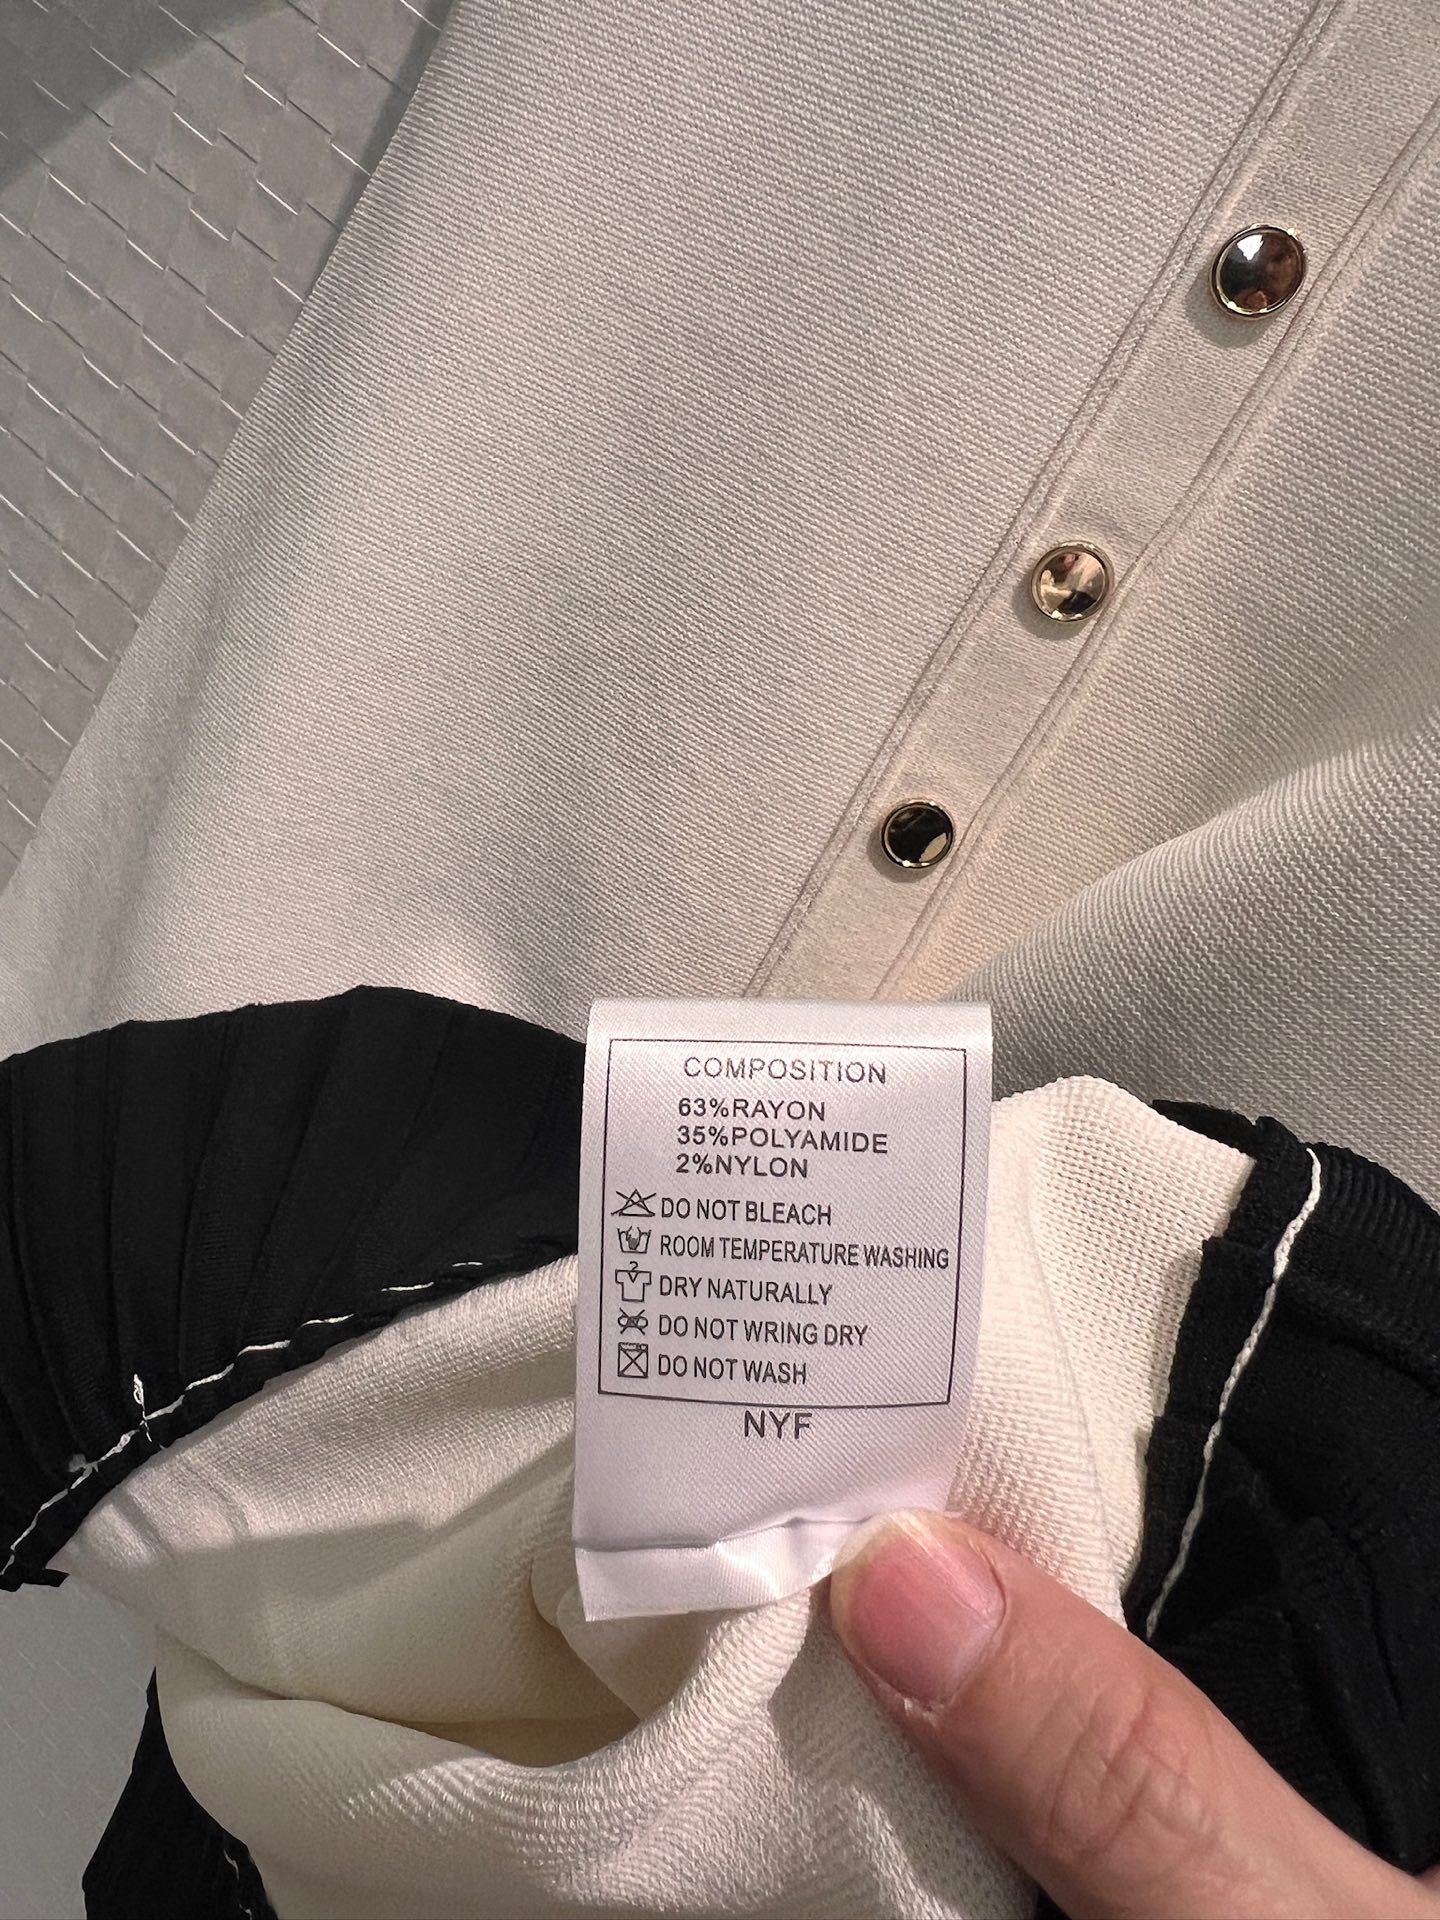 COMPOSITION
63%RAYON
35%POLYAMIDE
2%NYLON
DO NOT BLEACH
ROOM TEMPERATURE WASHING
DRY NATURALLY
DO NOT WRING DRY
DO NOT WASH
NYF